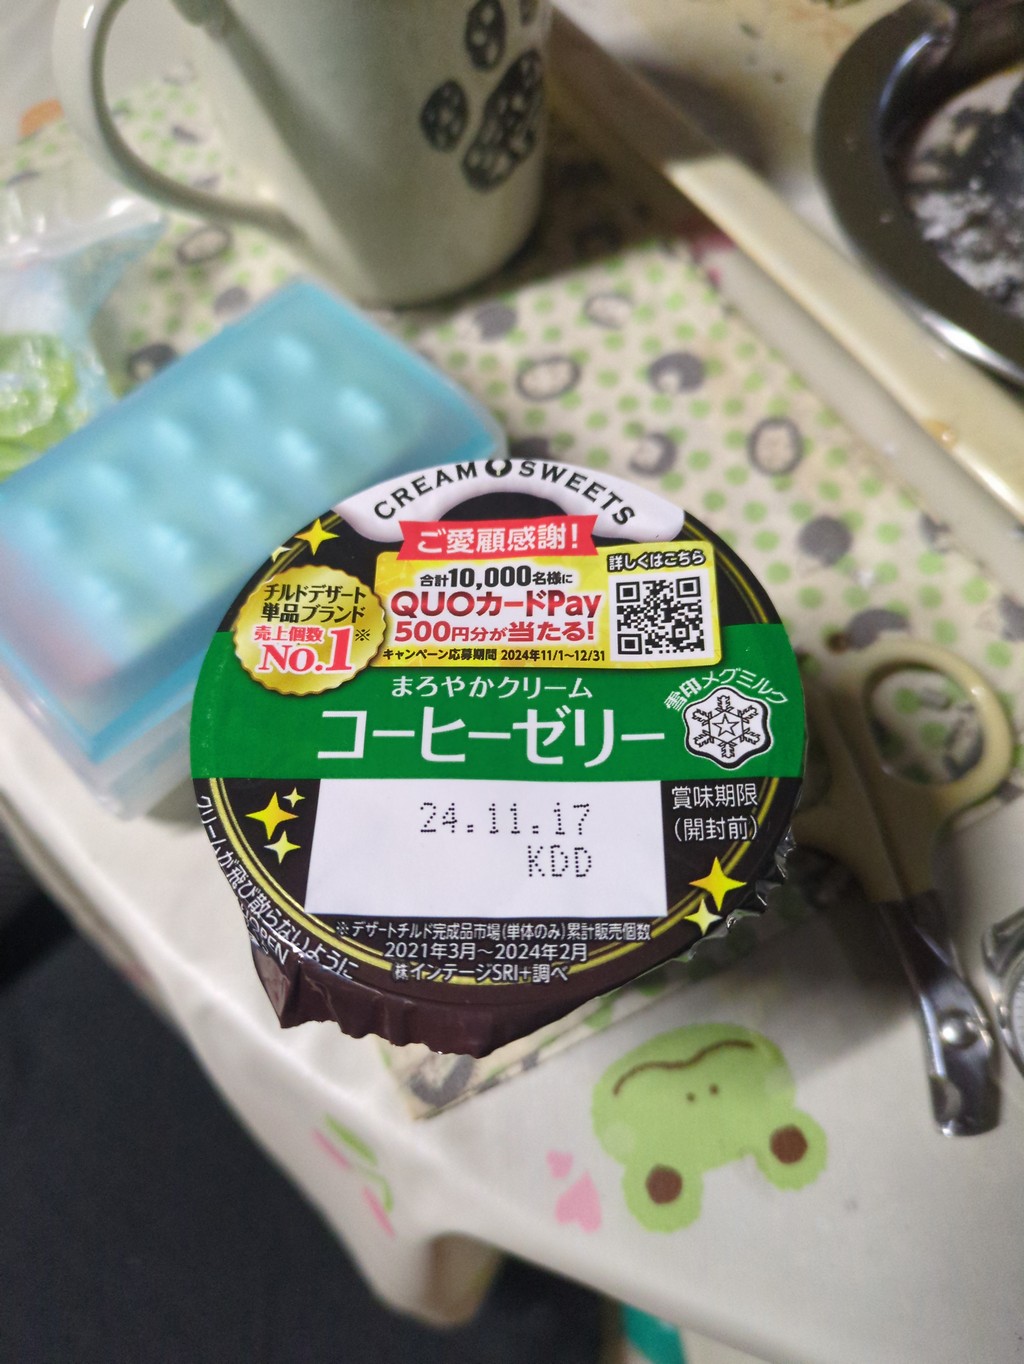 CREAM SWEETS
ご愛顧感謝!
詳しくはこちら
合計10,000名様に
QUOカードPay
500円分が当たる!
キャンペーン応募期間 2024年11/1~12/31
チルドデザート
単品ブランド
売上個数※
No.1
まろやかクリーム
コーヒーゼリー
雪印メグミルク
賞味期限
(開封前)
24.11.17
KDD
クリームが飛び散らないように
OPEN
※デザートチルド完成品市場(単体のみ)累計販売個数
2021年3月~2024年2月
㈱インテージSRI+調べ